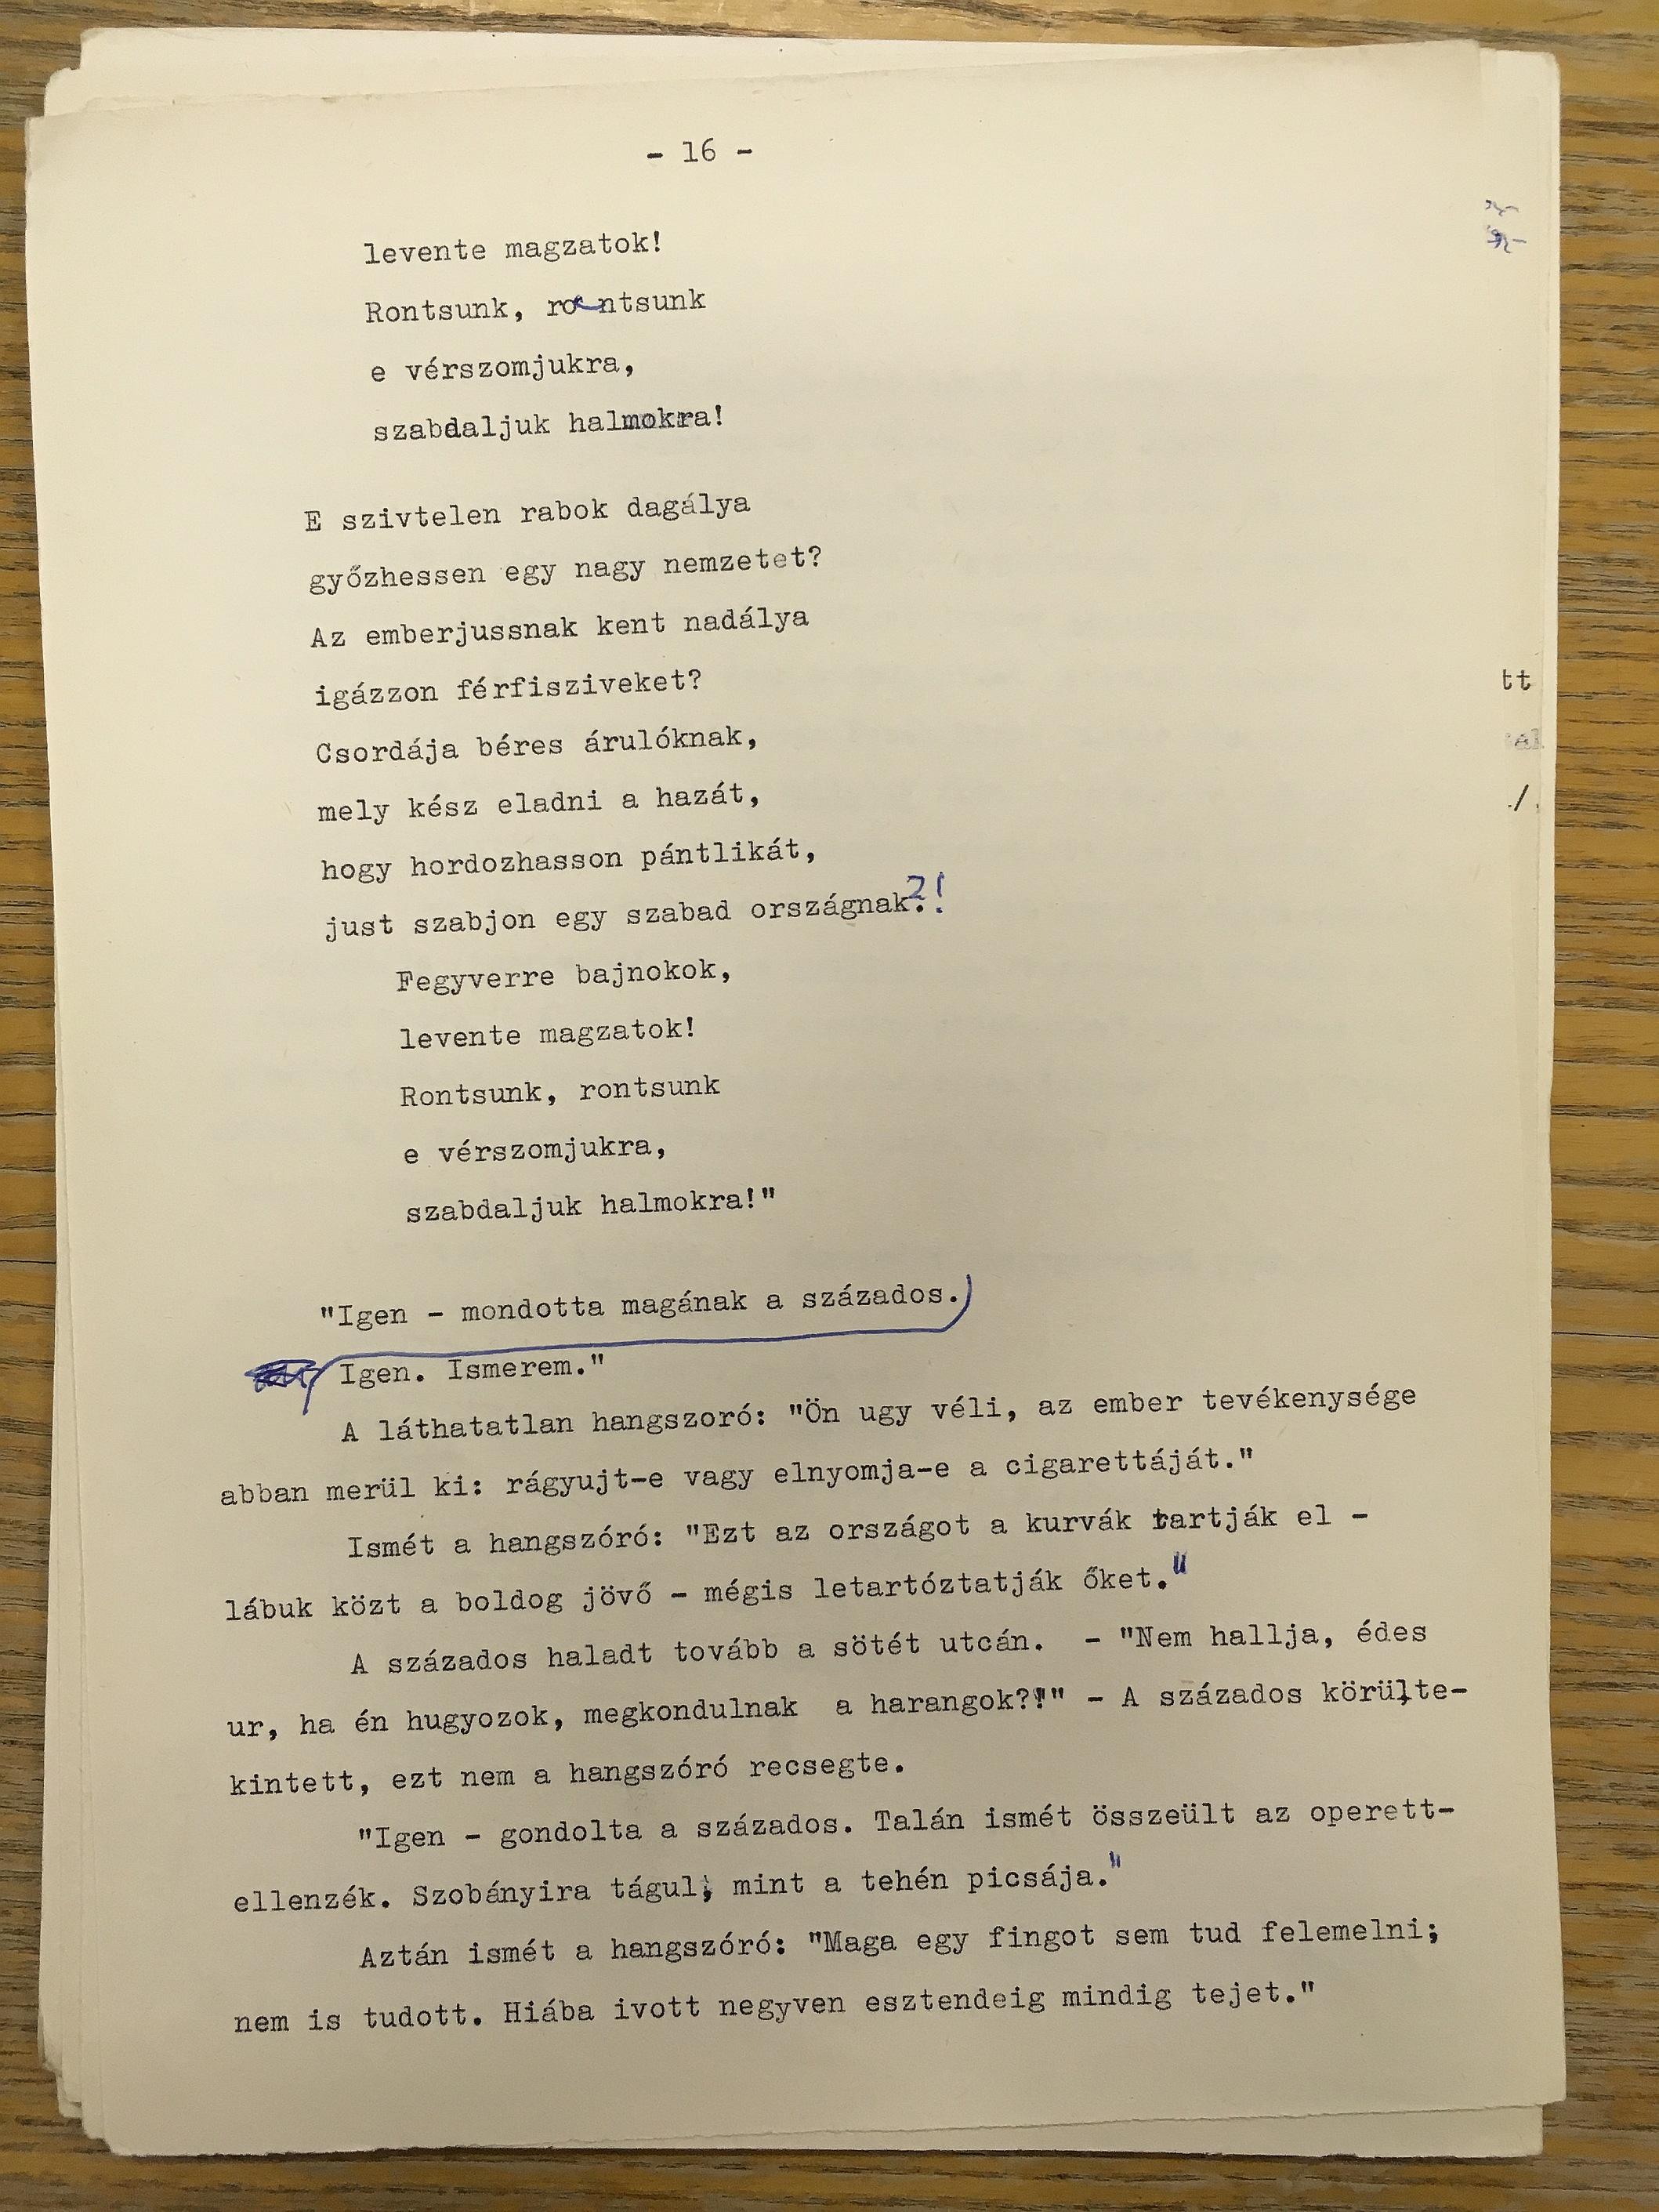 - 16 -
levente magzatok!
Rontsunk, rontsunk
e vérszomjukra,
szabdaljuk halmokra!
E szivtelen rabok dagálya
győzhessen egy nagy nemzetet?
Az emberjussnak kent nadálya
igázzon férfisziveket?
Csordája béres árulóknak,
mely kész eladni a hazát,
hogy hordozhasson pántlikát,
just szabjon egy szabad országnak?!
Fegyverre bajnokok,
levente magzatok!
Rontsunk, rontsunk
e vérszomjukra,
szabdaljuk halmokra!"
"Igen - mondotta magának a százados.
Igen. Ismerem."
A láthatatlan hangszoró: "Ön ugy véli, az ember tevékenysége
abban merül ki: rágyujt-e vagy elnyomja-e a cigarettáját."
Ismét a hangszóró: "Ezt az országot a kurvák tartják el -
lábuk közt a boldog jövő - mégis letartóztatják őket."
A százados haladt tovább a sötét utcán. - "Nem hallja, édes
ur, ha én hugyozok, megkondulnak a harangok?!" - A százados körülte-
kintett, ezt nem a hangszóró recsegte.
"Igen - gondolta a százados. Talán ismét összeült az operett-
ellenzék. Szobányira tágul, mint a tehén picsája."
Aztán ismét a hangszóró: "Maga egy fingot sem tud felemelni;
nem is tudott. Hiába ivott negyven esztendeig mindig tejet."
tt
./.